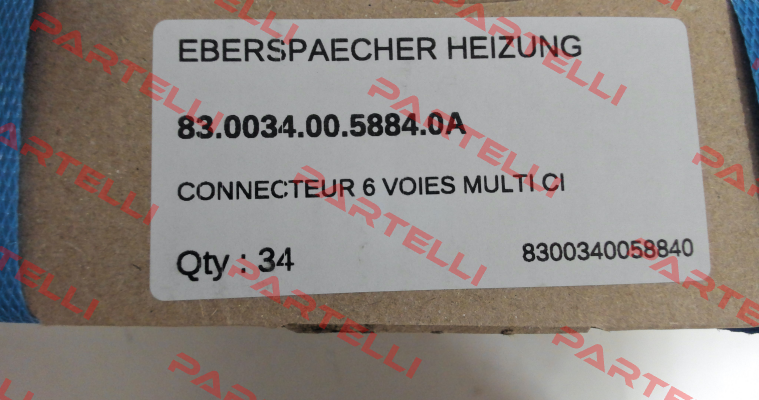 EBERSPAECHER HEIZUNG
83.0034.00.5884.0A
CONNECTEUR 6 VOIES MULTI CI
Qty : 34
8300340058840
PARTELLI
PARTELLI
PARTELLI
PARTELLI
PARTELLI
PARTELLI
PARTELLI
PARTELLI